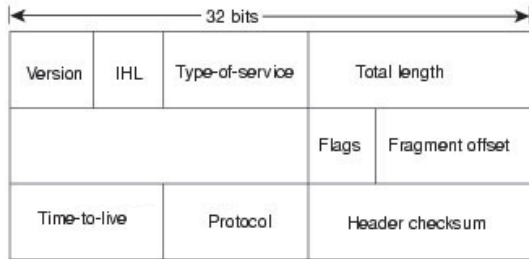 32 bits
Version IHL Type-of-service Total length
Flags Fragment offset
Time-to-live Protocol Header checksum